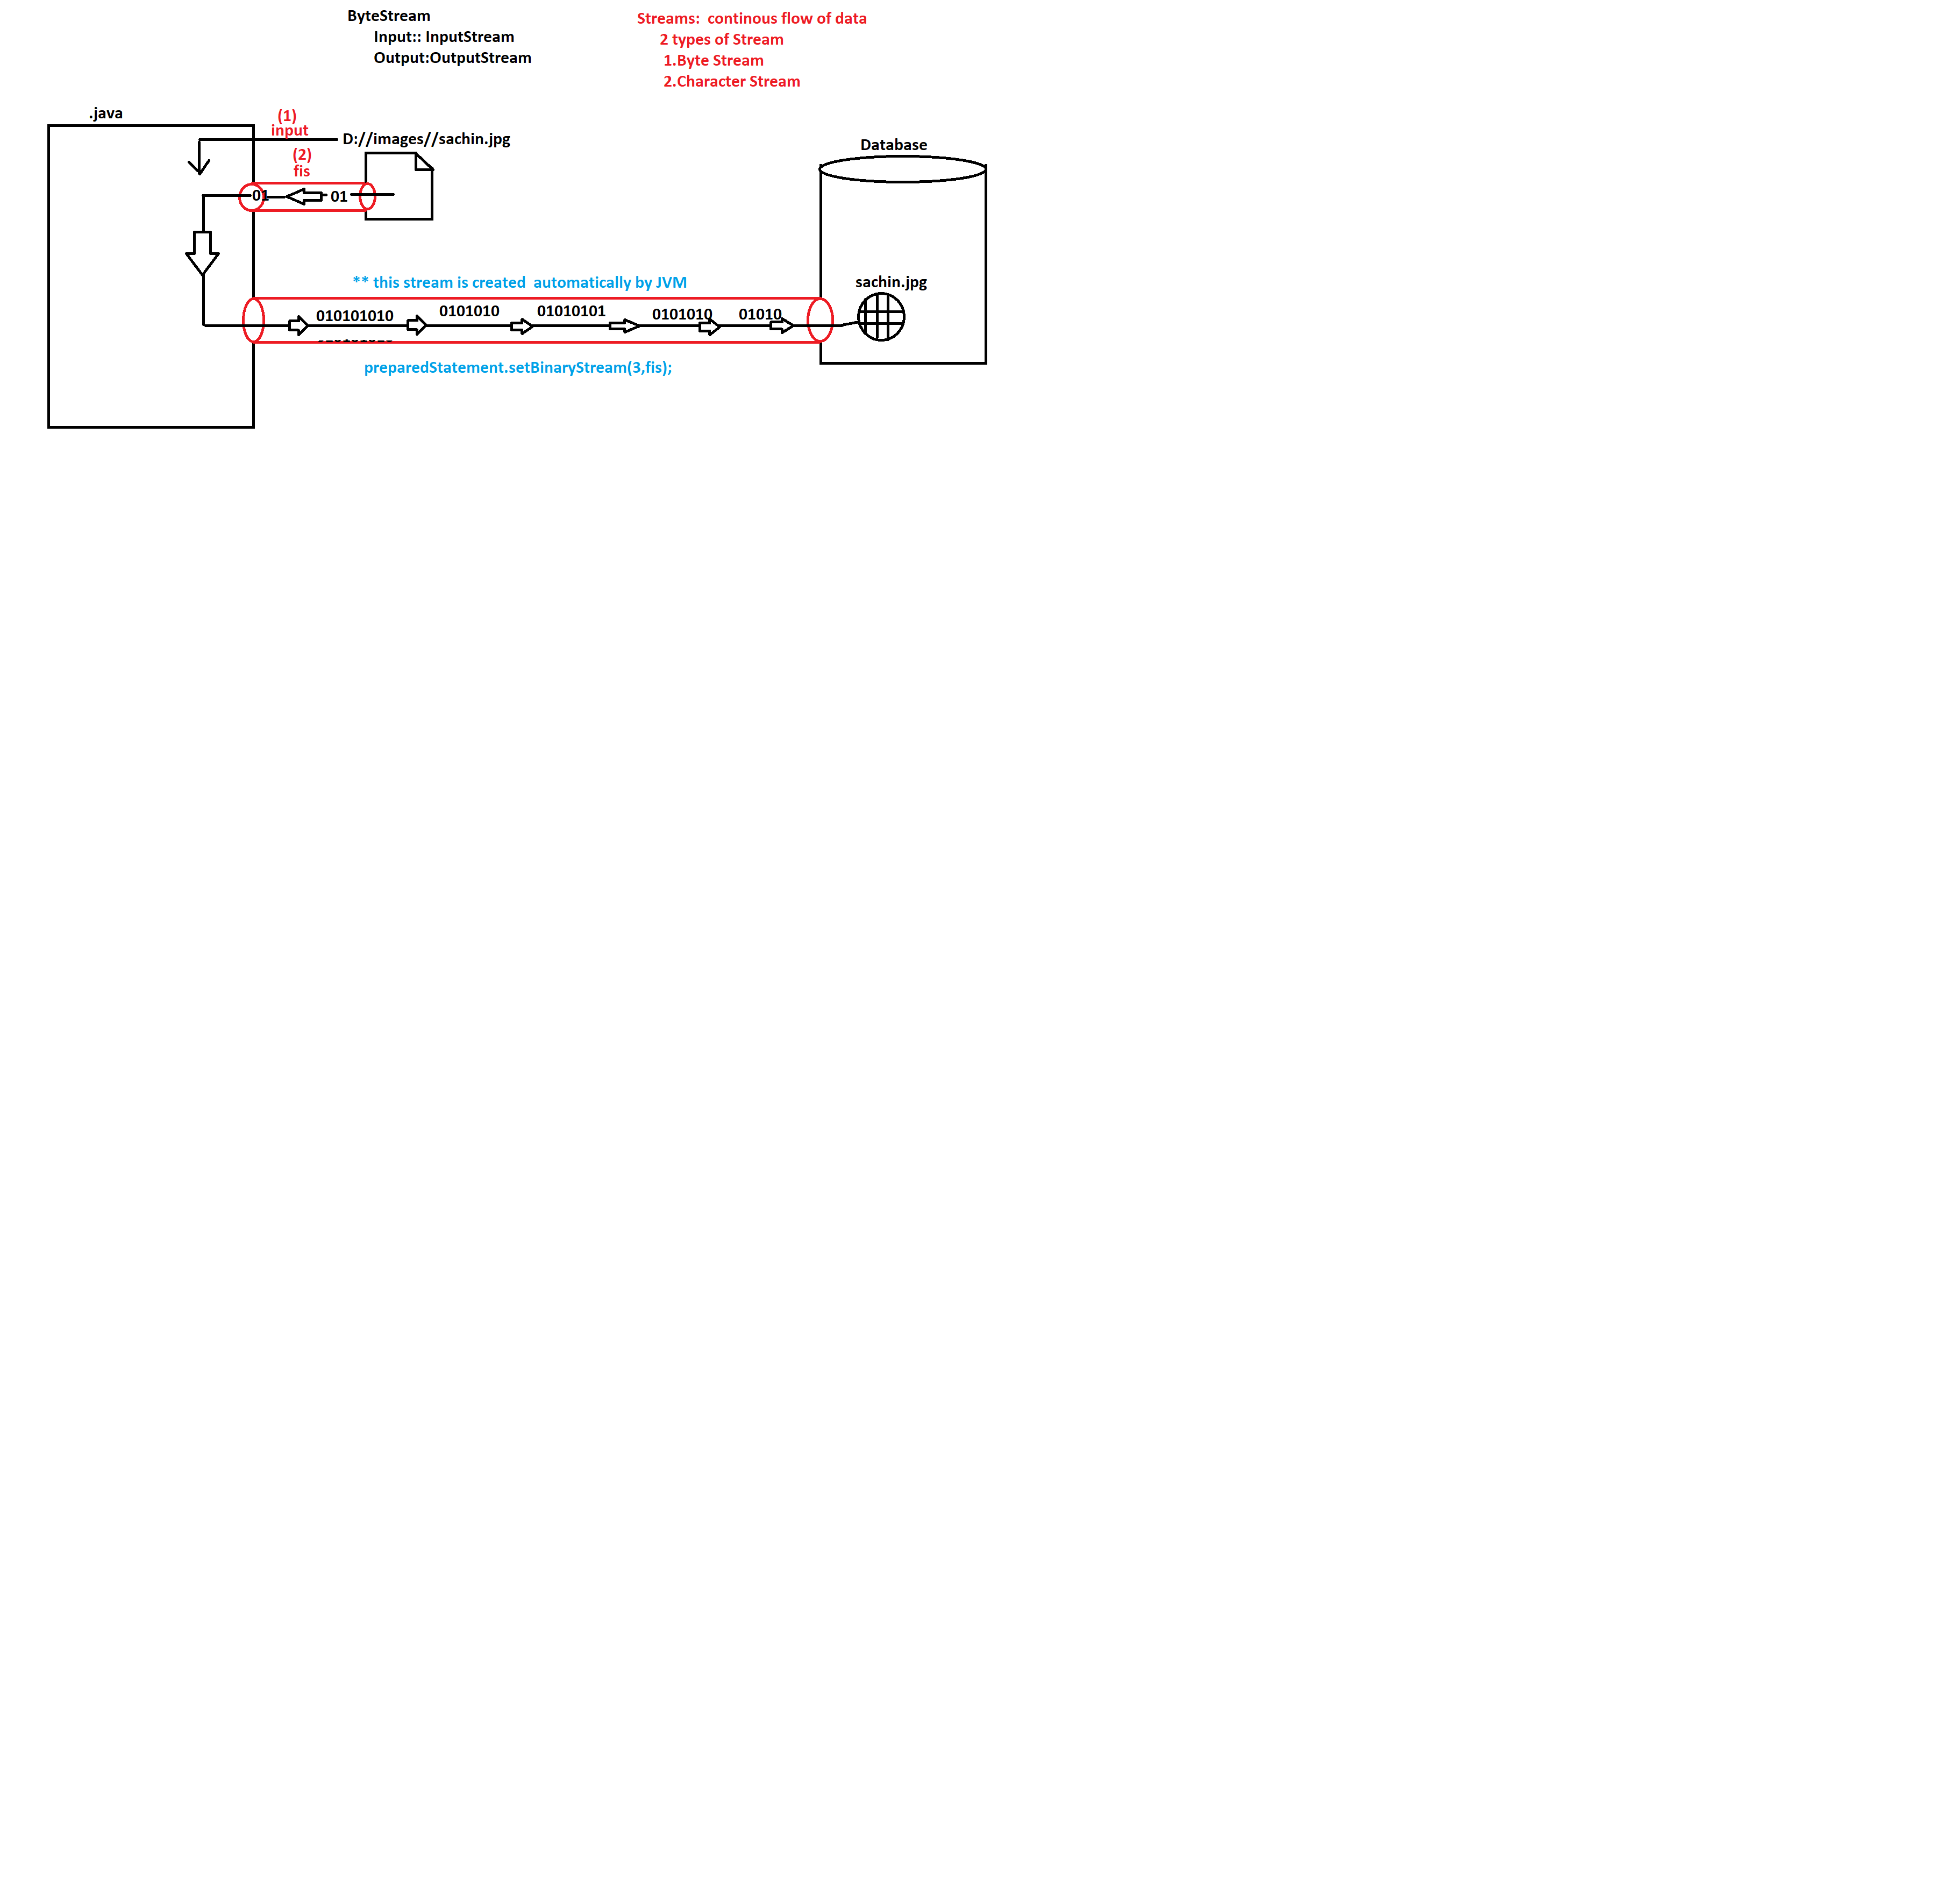 ByteStream
Input:: InputStream
Output:OutputStream
Streams:  continous flow of data
2 types of Stream
1.Byte Stream
2.Character Stream
.java
(1)
input
D://images//sachin.jpg
(2)
fis
01
01
Database
** this stream is created  automatically by JVM
sachin.jpg
010101010
0101010
01010101
0101010
01010
preparedStatement.setBinaryStream(3,fis);